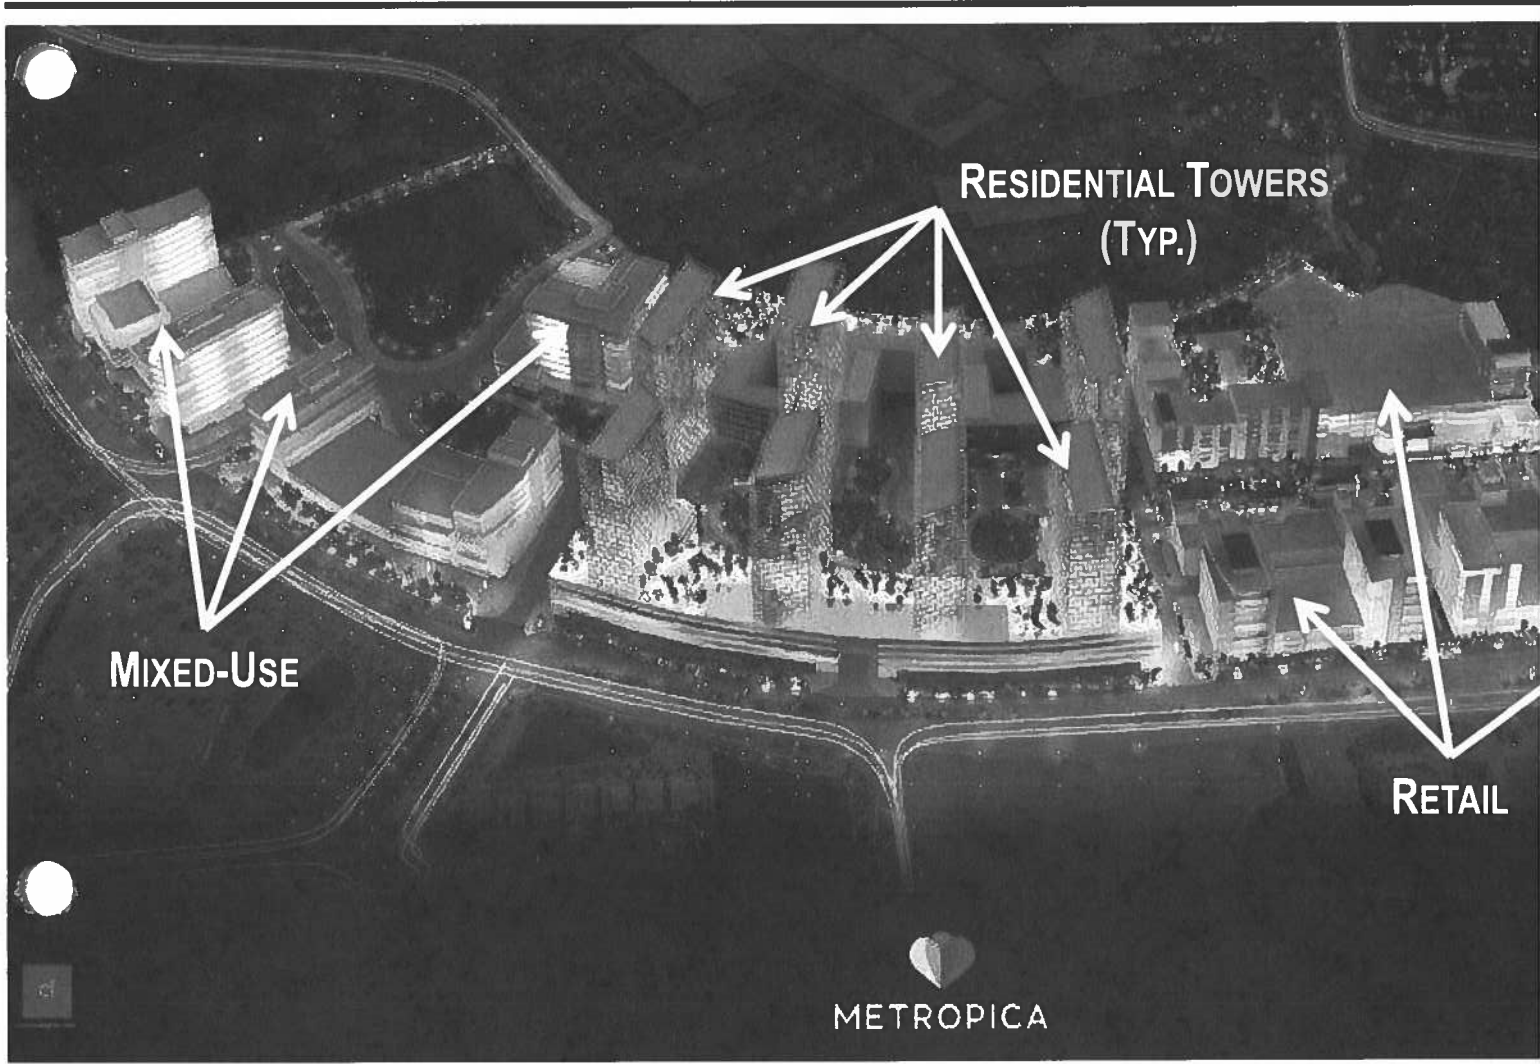 RESIDENTIAL TOWERS
(TYP.)
MIXED-USE
RETAIL
d
METROPICA